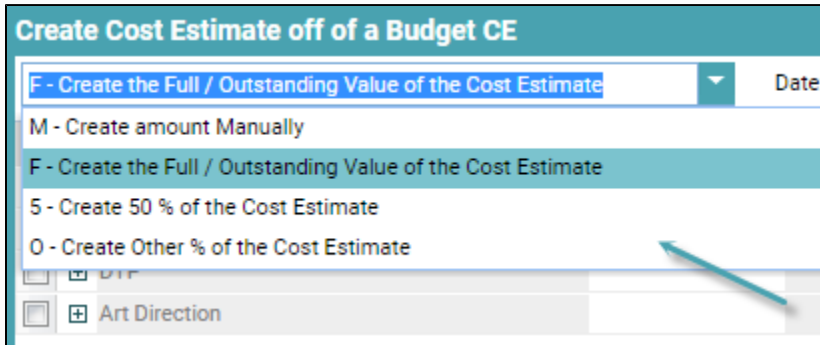 Create Cost Estimate off of a Budget CE
F - Create the Full / Outstanding Value of the Cost Estimate
Date
M - Create amount Manually
F - Create the Full / Outstanding Value of the Cost Estimate
5 - Create 50 % of the Cost Estimate
O - Create Other % of the Cost Estimate
DTP
Art Direction